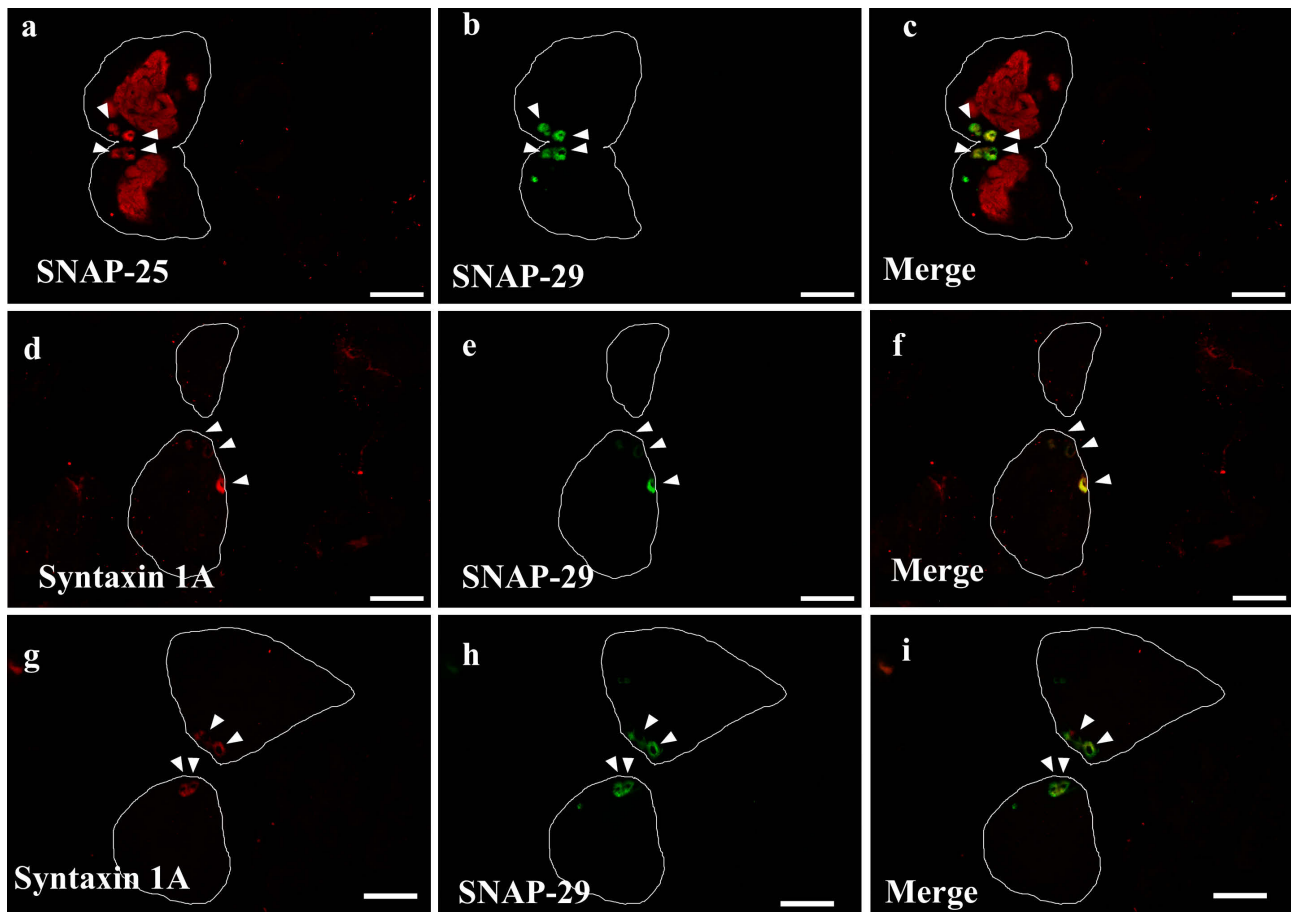 a
b
c
SNAP-25
SNAP-29
Merge
d
e
f
Syntaxin 1A
SNAP-29
Merge
g
h
i
Syntaxin 1A
SNAP-29
Merge